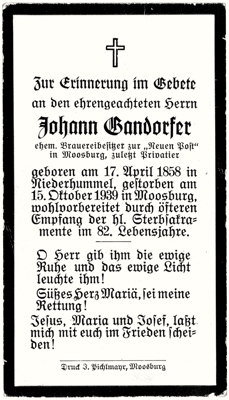 Zur Erinnerung im Gebete
an den ehrengeachteten Herrn
Johann Gandorfer
ehem. Brauereibesitzer zur „Neuen Post"
in Moosburg, zuletzt Privatier
geboren am 17. April 1858 in
Niederhummel, gestorben am
15. Oktober 1939 in Moosburg,
wohlvorbereitet durch öfteren
Empfang der hl. Sterbsakra-
mente im 82. Lebensjahre.
O Herr gib ihm die ewige
Ruhe und das ewige Licht
leuchte ihm!
Süßes Herz Mariä, sei meine
Rettung!
Jesus, Maria und Josef, laßt
mich mit euch im Frieden schei-
den!
Druck J. Pichlmayr, Moosburg